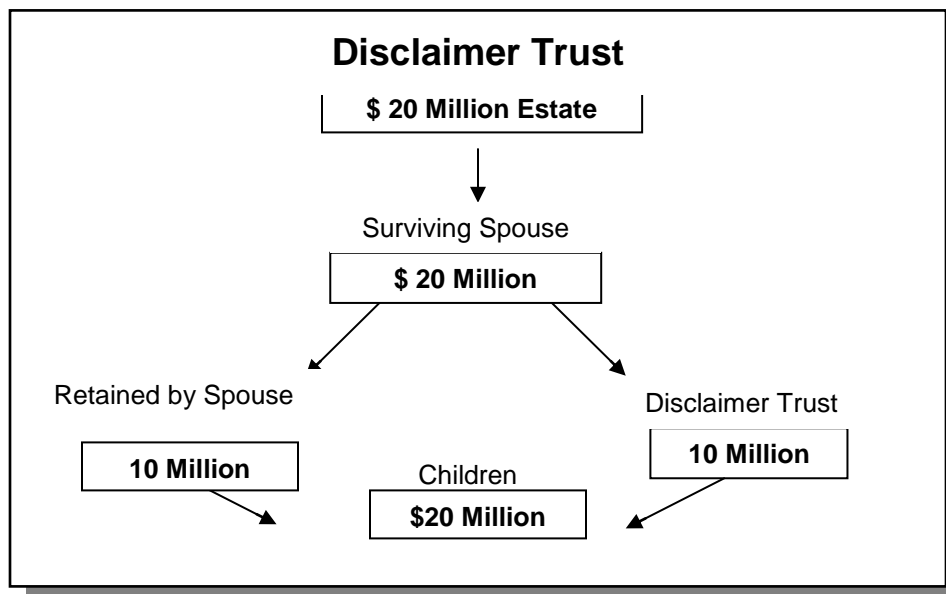 Disclaimer Trust
$ 20 Million Estate
Surviving Spouse
$ 20 Million
Retained by Spouse
Disclaimer Trust
10 Million
10 Million
Children
$20 Million